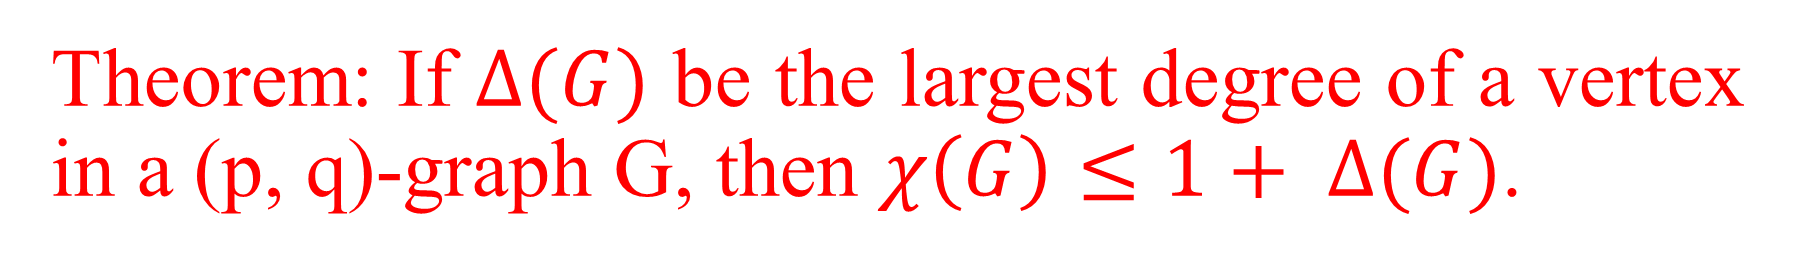 Theorem: If Δ(G) be the largest degree of a vertex
in a (p, q)-graph G, then χ(G) ≤ 1 + Δ(G).